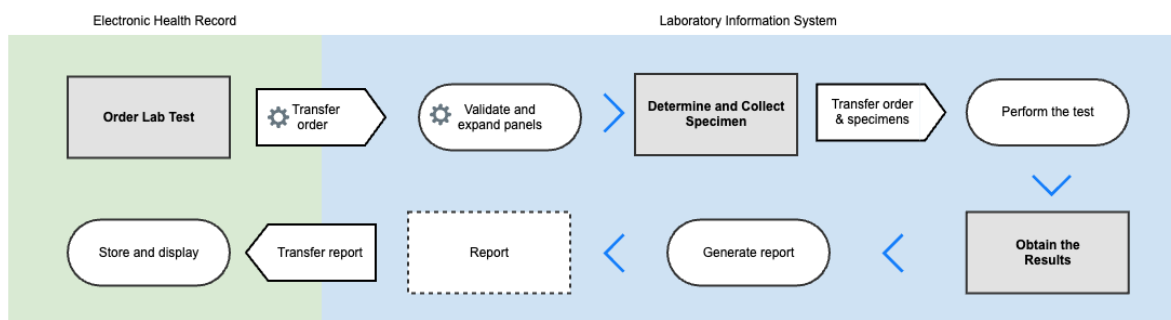 Electronic Health Record
Laboratory Information System
Order Lab Test
Transfer
order
Validate and
expand panels
Determine and Collect
Specimen
Transfer order
& specimens
Perform the test
Store and display
Transfer report
Report
Generate report
Obtain the
Results